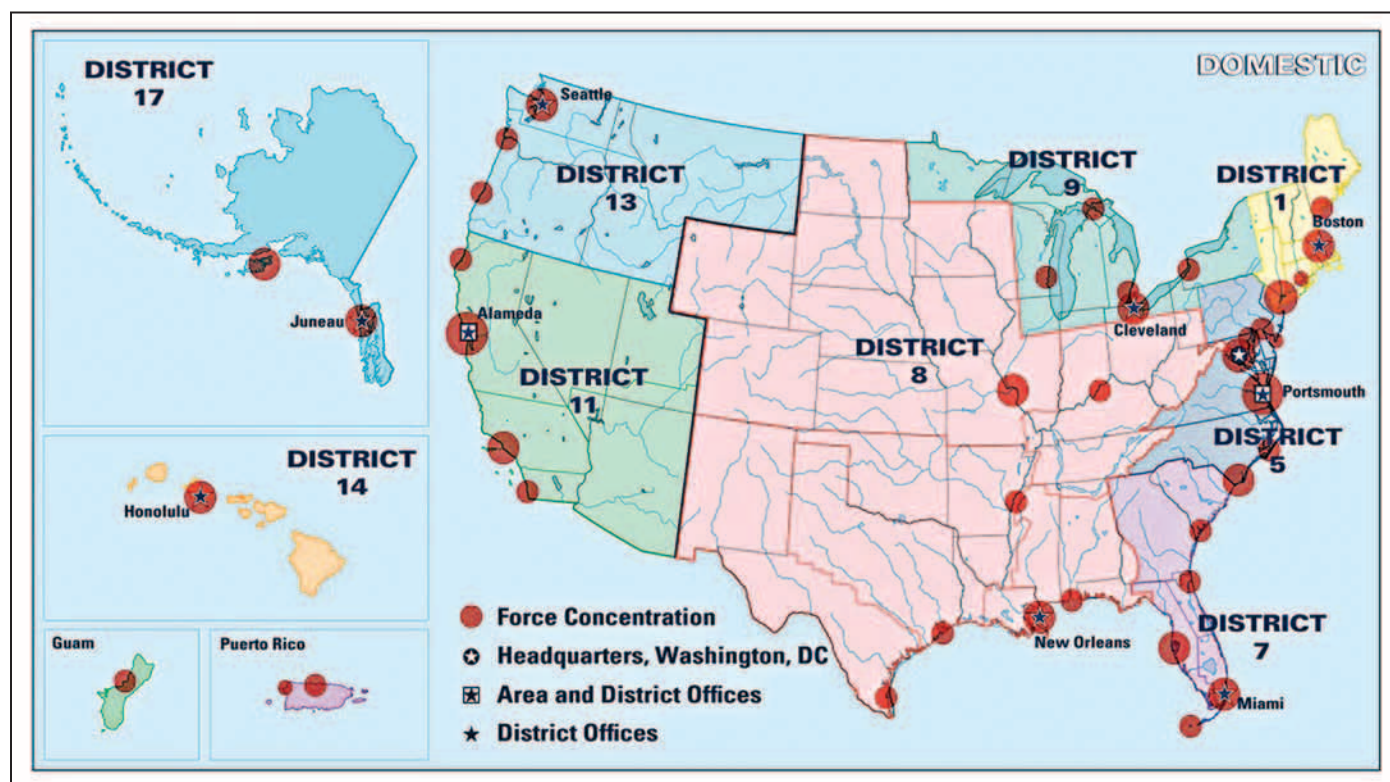 DOMESTIC
DISTRICT
17
Juneau
DISTRICT
14
Honolulu
Guam
Puerto Rico
Seattle
DISTRICT
13
DISTRICT
9
DISTRICT
1
Boston
Alameda
Cleveland
DISTRICT
11
DISTRICT
8
Portsmouth
DISTRICT
5
DISTRICT
7
New Orleans
Miami
Force Concentration
Headquarters, Washington, DC
Area and District Offices
District Offices